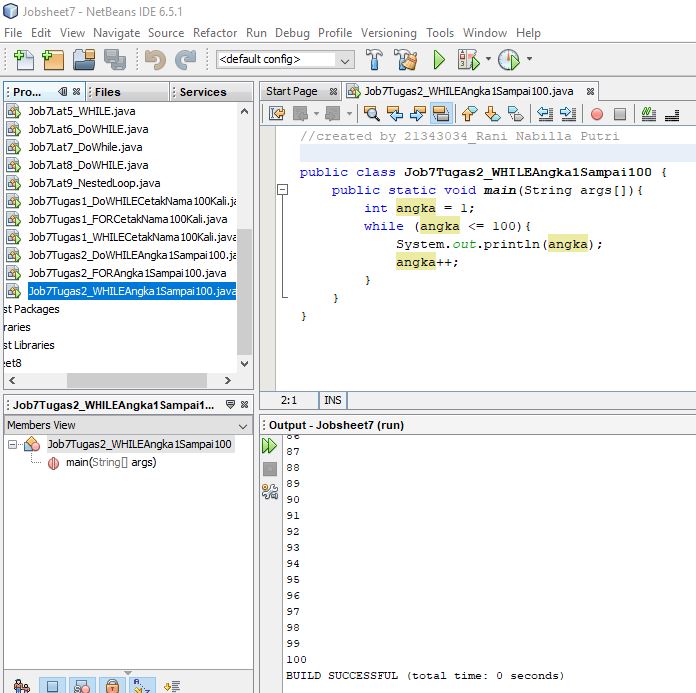 Jobsheet7 - NetBeans IDE 6.5.1
File Edit View Navigate Source Refactor Run Debug Profile Versioning Tools Window Help
<default config>
Pro... Files Services
Job7Lat5_WHILE.java
Job7Lat6_DoWHILE.java
Job7Lat7_DoWhile.java
Job7Lat8_DoWHILE.java
Job7Lat9_NestedLoop.java
Job7Tugas1_DoWHILECetakNama100Kali.ja
Job7Tugas1_FORCetakNama100Kali.java
Job7Tugas1_WHILECetakNama100Kali.java
Job7Tugas2_DoWHILEAngka1Sampai100.ja
Job7Tugas2_FORAngka1Sampai100.java
Job7Tugas2_WHILEAngka1Sampai100.java
st Packages
raries
st Libraries
eet8
Start Page Job7Tugas2_WHILEAngka1Sampai100.java
//created by 21343034_Rani Nabilla Putri
public class Job7Tugas2_WHILEAngka1Sampai100 {
public static void main(String args[]){
int angka = 1;
while (angka <= 100){
System.out.println(angka);
angka++;
}
}
}
2:1 INS
Job7Tugas2_WHILEAngka1Sampai1...
Members View
Job7Tugas2_WHILEAngka1Sampai100
main(String[] args)
Output - Jobsheet7 (run)
86
87
88
89
90
91
92
93
94
95
96
97
98
99
100
BUILD SUCCESSFUL (total time: 0 seconds)